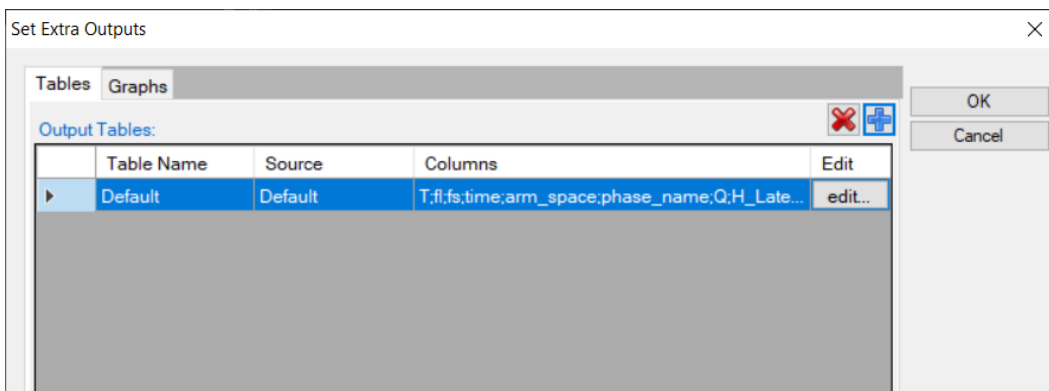 Set Extra Outputs
Tables Graphs
OK
Output Tables:
Cancel
Table Name Source Columns Edit
Default Default T;fl;fs;time;arm_space;phase_name;Q;H_Late... edit...